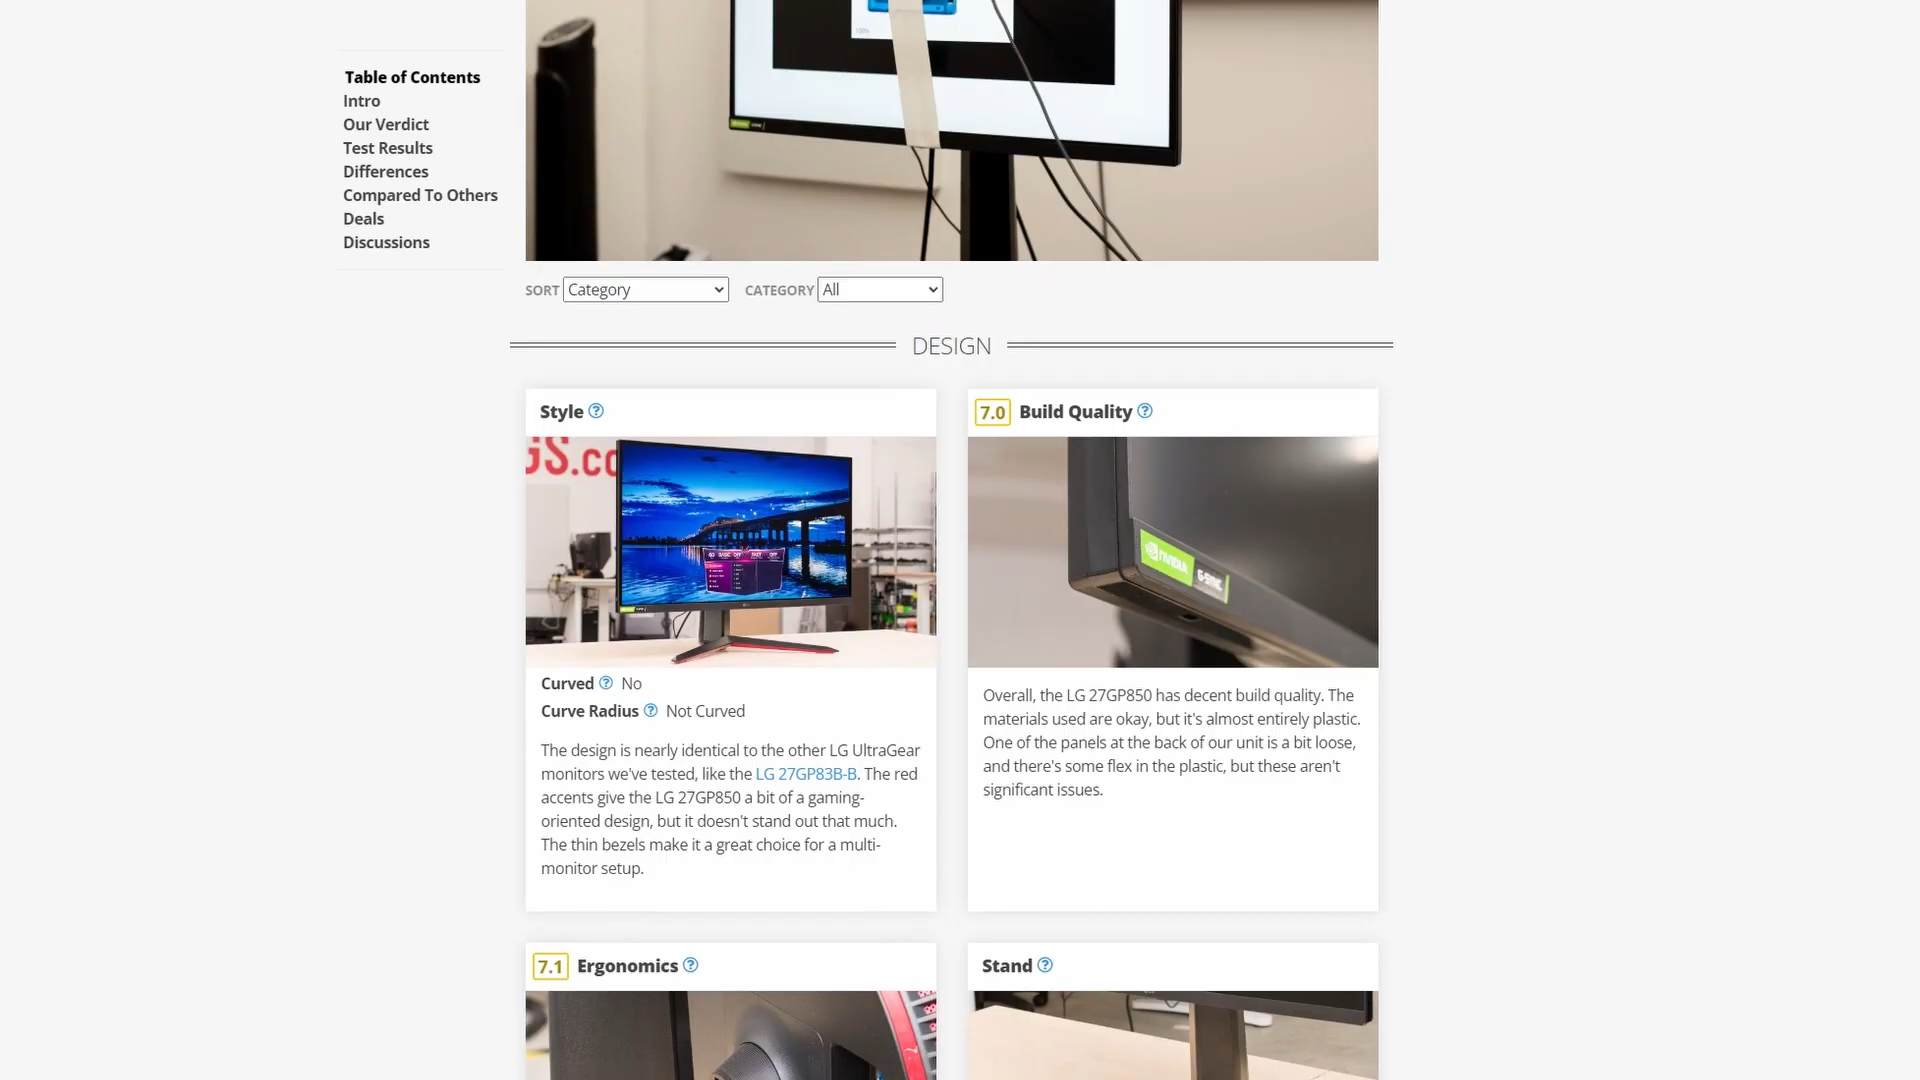 Table of Contents
Intro
Our Verdict
Test Results
Differences
Compared To Others
Deals
Discussions
100%
SORT Category CATEGORY All
DESIGN
Style
GS.co
Curved No
Curve Radius Not Curved
The design is nearly identical to the other LG UltraGear
monitors we've tested, like the LG 27GP83B-B. The red
accents give the LG 27GP850 a bit of a gaming-
oriented design, but it doesn't stand out that much.
The thin bezels make it a great choice for a multi-
monitor setup.
7.0 Build Quality
NVIDIA
G-SYNC
Overall, the LG 27GP850 has decent build quality. The
materials used are okay, but it's almost entirely plastic.
One of the panels at the back of our unit is a bit loose,
and there's some flex in the plastic, but these aren't
significant issues.
7.1 Ergonomics
Stand